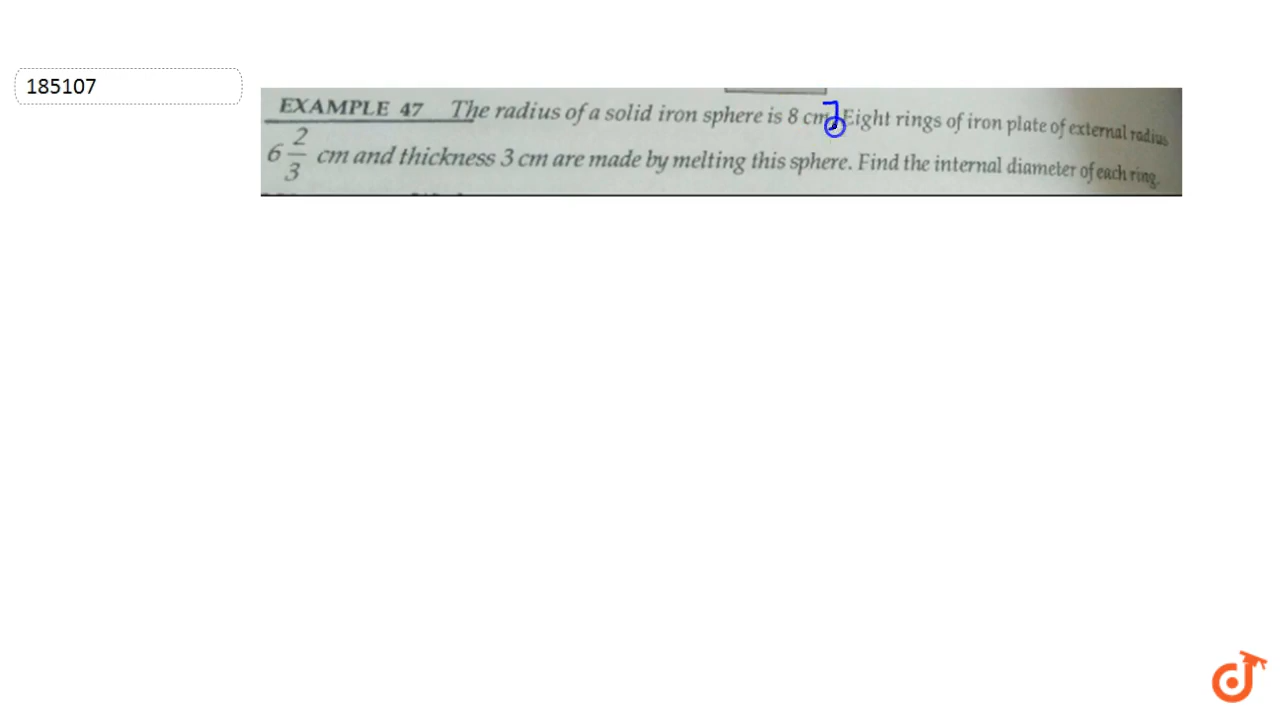 185107
EXAMPLE 47 The radius of a solid iron sphere is 8 cm. Eight rings of iron plate of external radius
6 2/3 cm and thickness 3 cm are made by melting this sphere. Find the internal diameter of each ring.